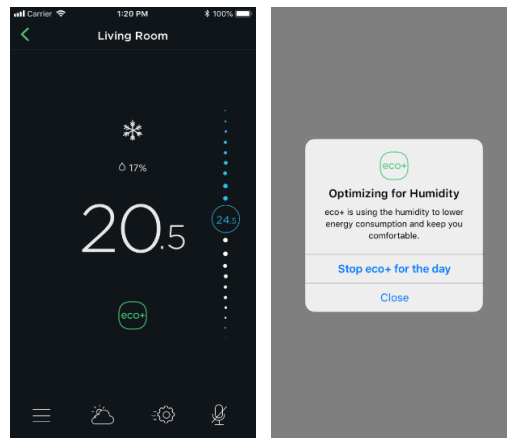 Carrier 1:20 PM 100%
Living Room
17%
20.5
24.5
eco+
eco+
Optimizing for Humidity
eco+ is using the humidity to lower
energy consumption and keep you
comfortable.
Stop eco+ for the day
Close